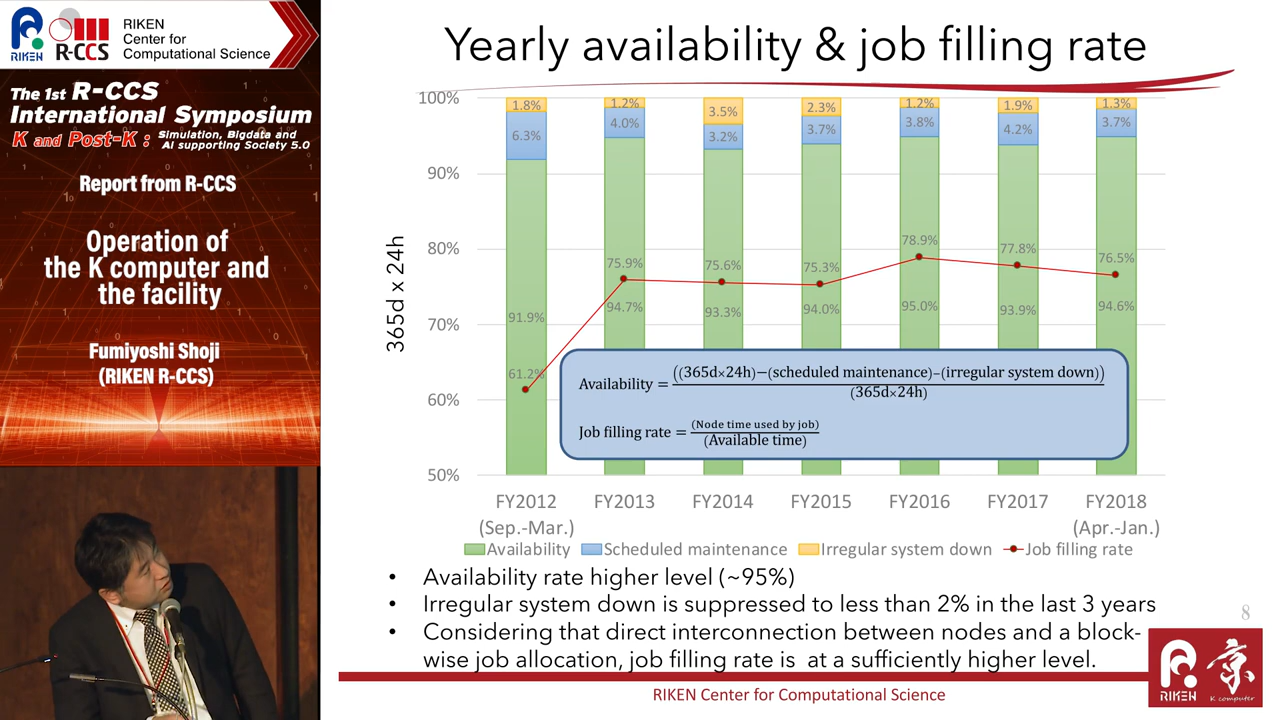 RIKEN
R-CCS
RIKEN
Center for
Computational Science
The 1st R-CCS
International Symposium
K and Post-K :
Simulation, Bigdata and
AI supporting Society 5.0
Report from R-CCS
Operation of
the K computer and
the facility
Fumiyoshi Shoji
(RIKEN R-CCS)
Yearly availability & job filling rate
365d x 24h
100%
90%
80%
70%
60%
50%
1.8% 1.2% 3.5% 2.3% 1.2% 1.9% 1.3%
6.3% 4.0% 3.2% 3.7% 3.8% 4.2% 3.7%
61.2% 75.9% 75.6% 75.3% 78.9% 77.8% 76.5%
91.9% 94.7% 93.3% 94.0% 95.0% 93.9% 94.6%
Availability = ((365d×24h)−(scheduled maintenance)−(irregular system down))
(365d×24h)
Job filling rate = (Node time used by job)
(Available time)
FY2012 FY2013 FY2014 FY2015 FY2016 FY2017 FY2018
(Sep.-Mar.) (Apr.-Jan.)
Availability Scheduled maintenance Irregular system down Job filling rate
• Availability rate higher level (~95%)
• Irregular system down is suppressed to less than 2% in the last 3 years
• Considering that direct interconnection between nodes and a block-
wise job allocation, job filling rate is at a sufficiently higher level.
8
RIKEN Center for Computational Science
RIKEN
京
K computer